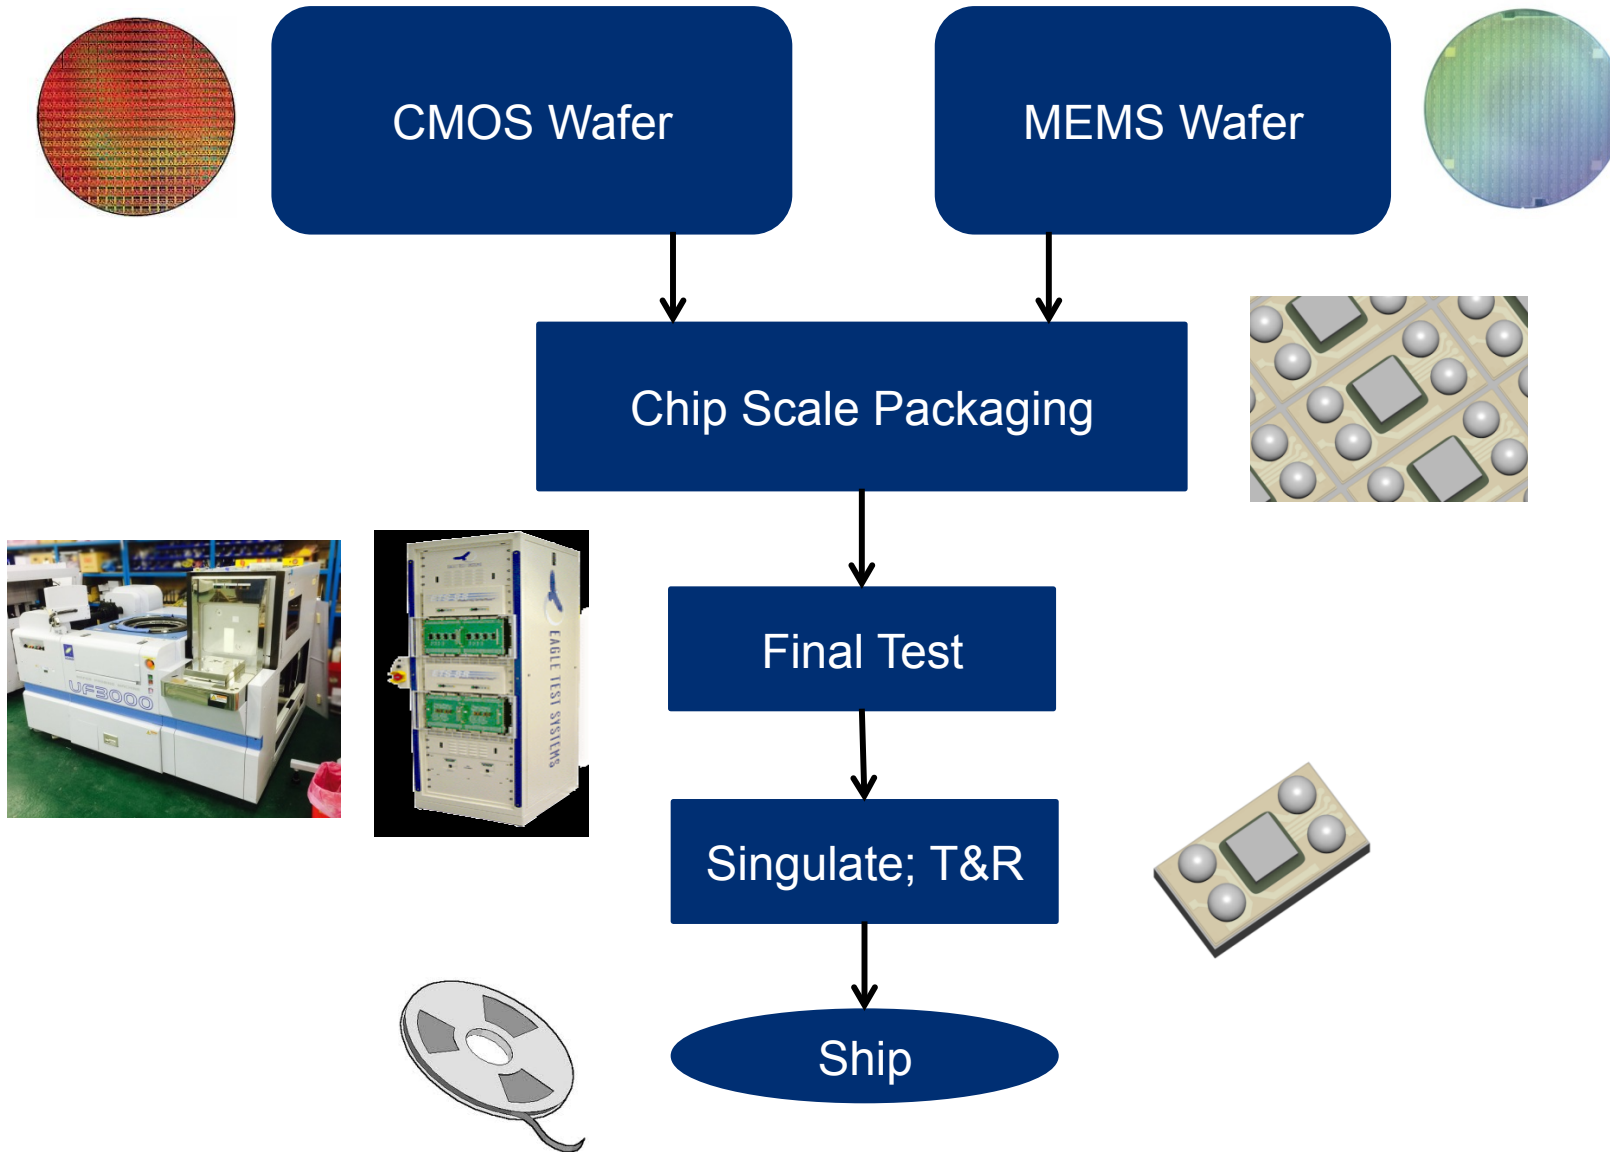 CMOS Wafer
MEMS Wafer
Chip Scale Packaging
UF3000
EAGLE TEST SYSTEMS
Final Test
Singulate; T&R
Ship